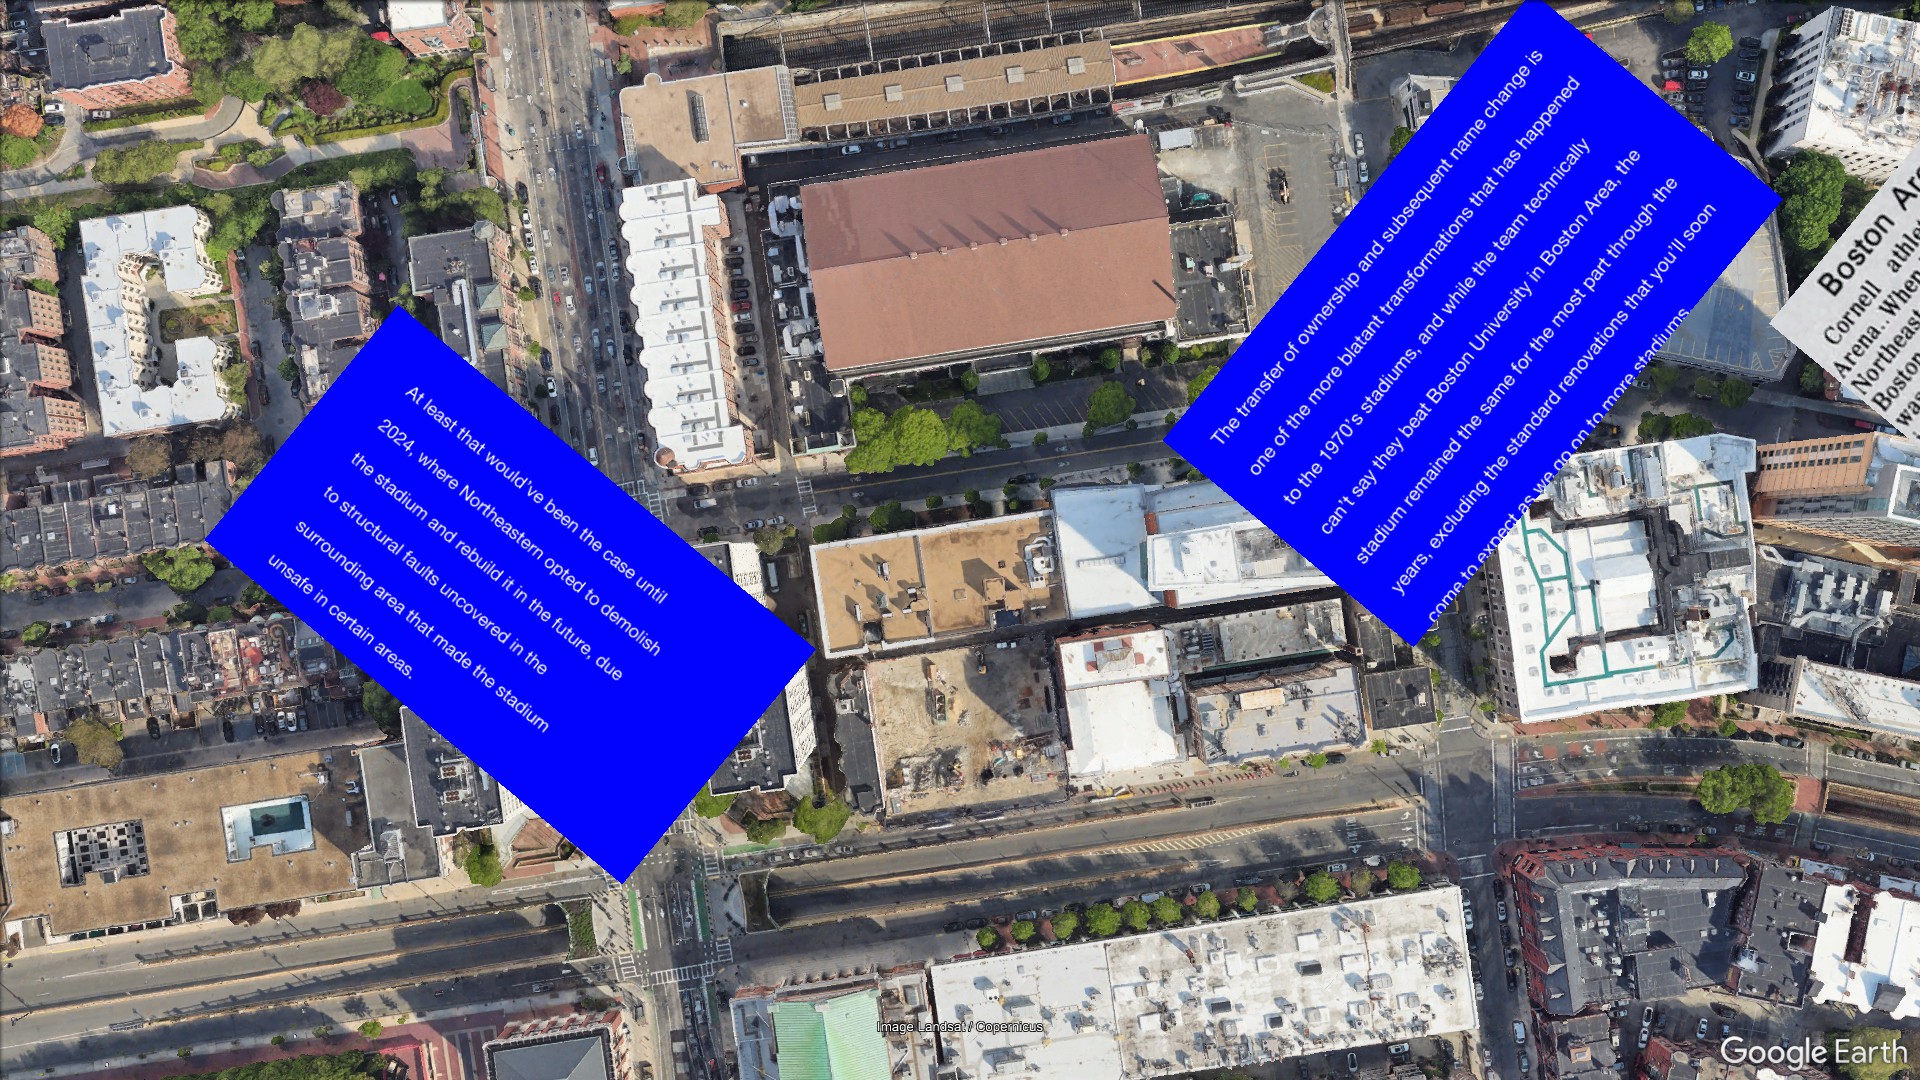 At least that would've been the case until
2024, where Northeastern opted to demolish
the stadium and rebuild it in the future, due
to structural faults uncovered in the
surrounding area that made the stadium
unsafe in certain areas.
The transfer of ownership and subsequent name change is
one of the more blatant transformations that has happened
to the 1970's stadiums, and while the team technically
can't say they beat Boston University in Boston Area, the
stadium remained the same for the most part through the
years, excluding the standard renovations that you'll soon
come to expect as we go on to more stadiums.
Boston
Cornell
Arena.. When
Northeast
Boston
was
Image Landsat / Copernicus
Google Earth